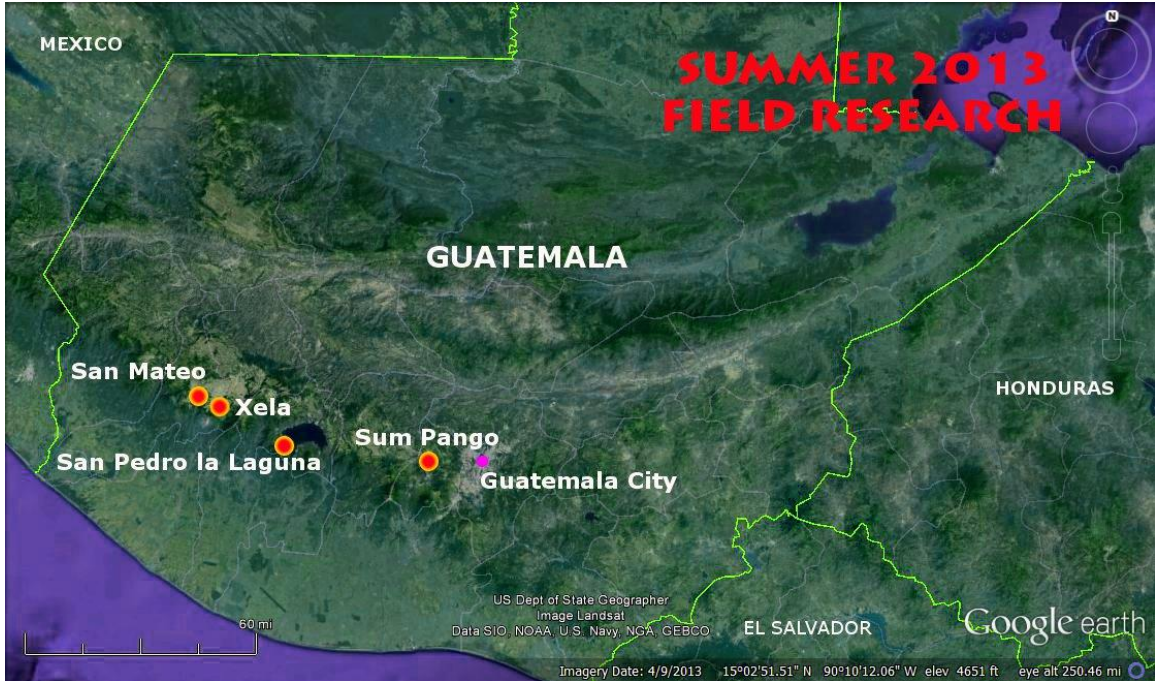 MEXICO
N
SUMMER 2013
FIELD RESEARCH
GUATEMALA
San Mateo
Xela
HONDURAS
Sum Pango
San Pedro la Laguna
Guatemala City
US Dept of State Geographer
Image Landsat
Data SIO, NOAA, U.S. Navy, NGA, GEBCO
60 mi
EL SALVADOR
Google earth
Imagery Date: 4/9/2013 15°02'51.51" N 90°10'12.06" W elev 4651 ft eye alt 250.46 mi